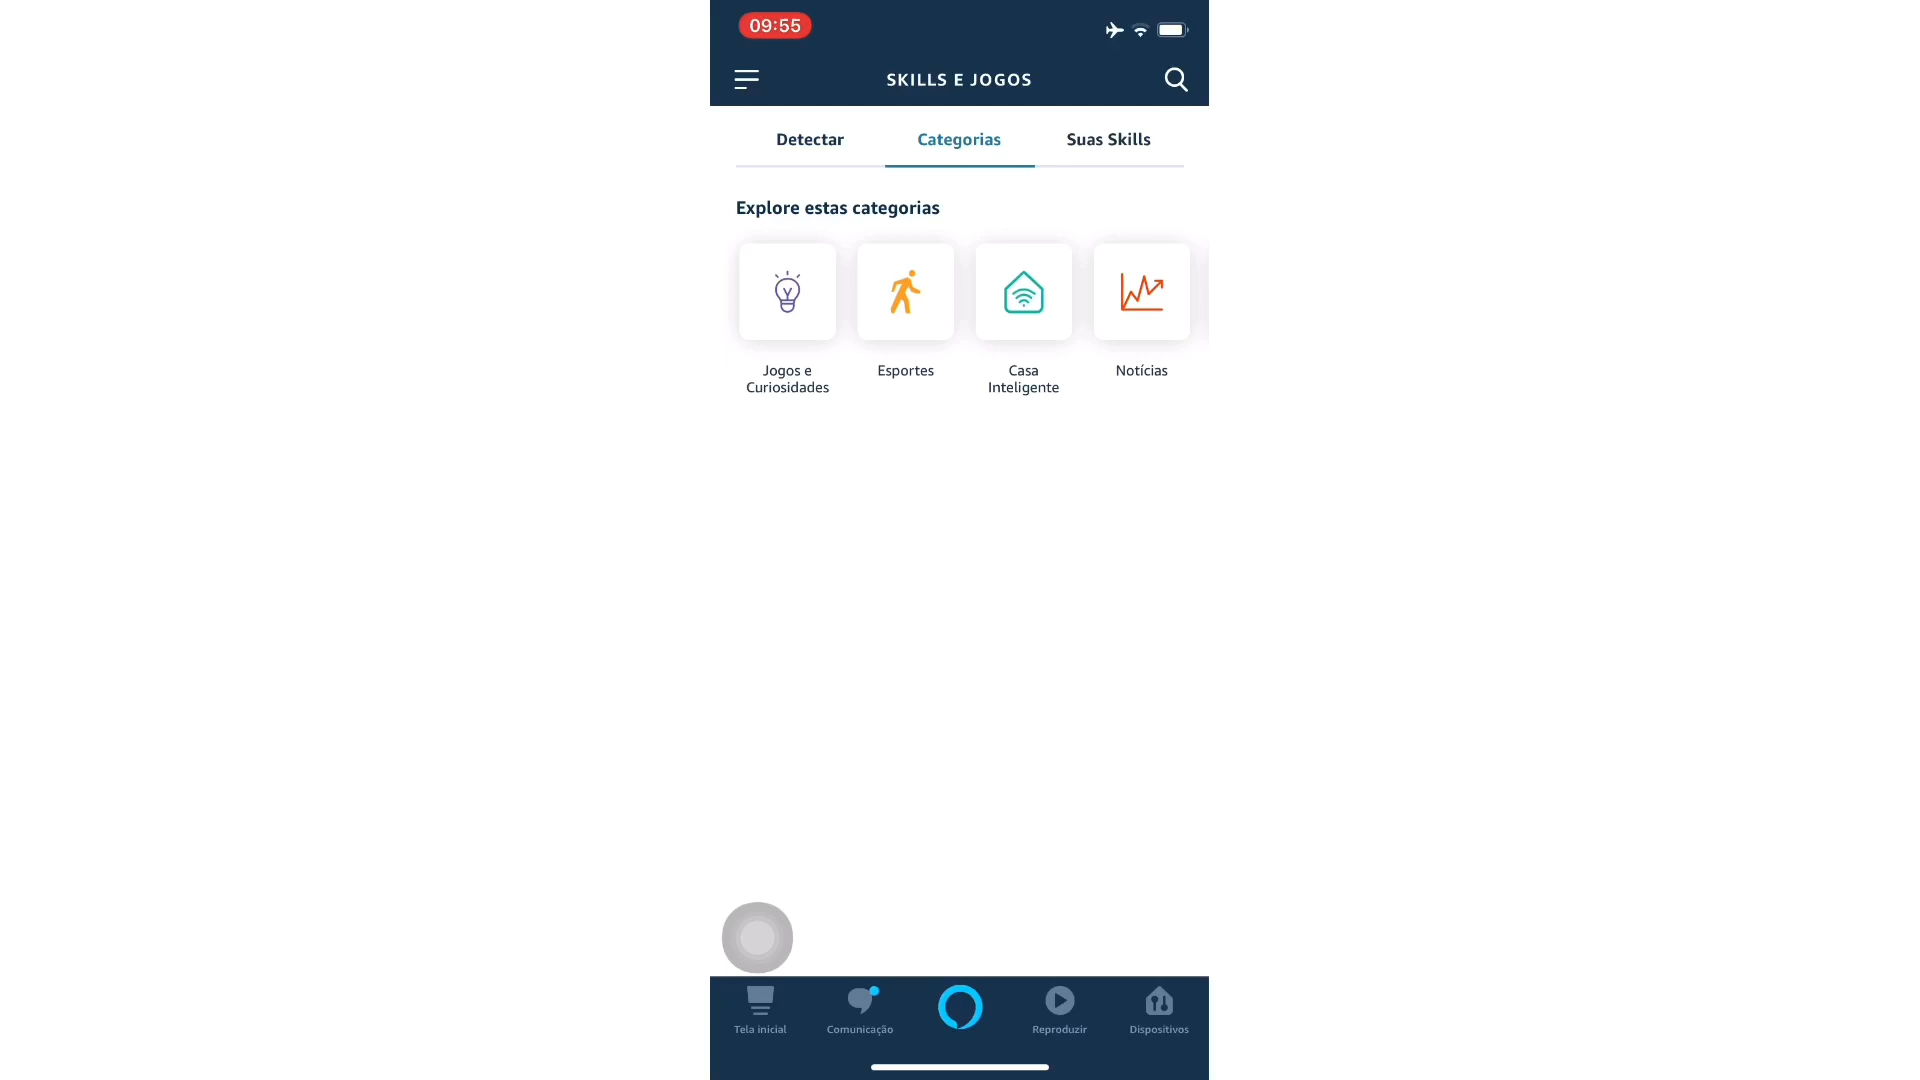 09:55
SKILLS E JOGOS
Detectar
Categorias
Suas Skills
Explore estas categorias
Jogos e
Curiosidades
Esportes
Casa
Inteligente
Notícias
Tela inicial
Comunicação
Reproduzir
Dispositivos